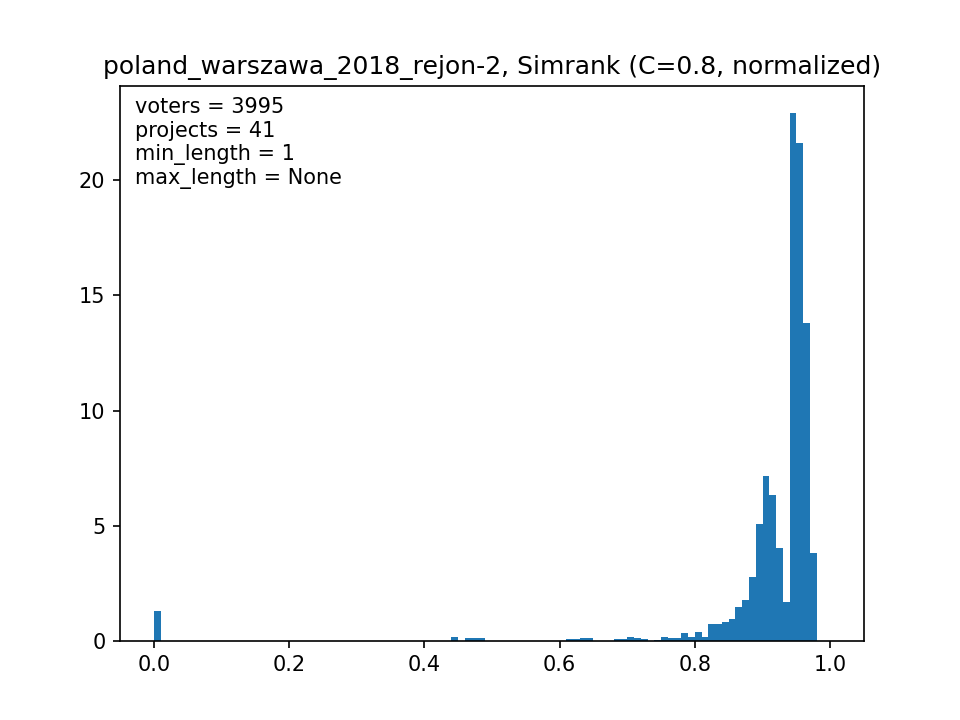 poland_warszawa_2018_rejon-2, Simrank (C=0.8, normalized)
voters = 3995
projects = 41
min_length = 1
max_length = None
20
15
10
5
0
0.0 0.2 0.4 0.6 0.8 1.0